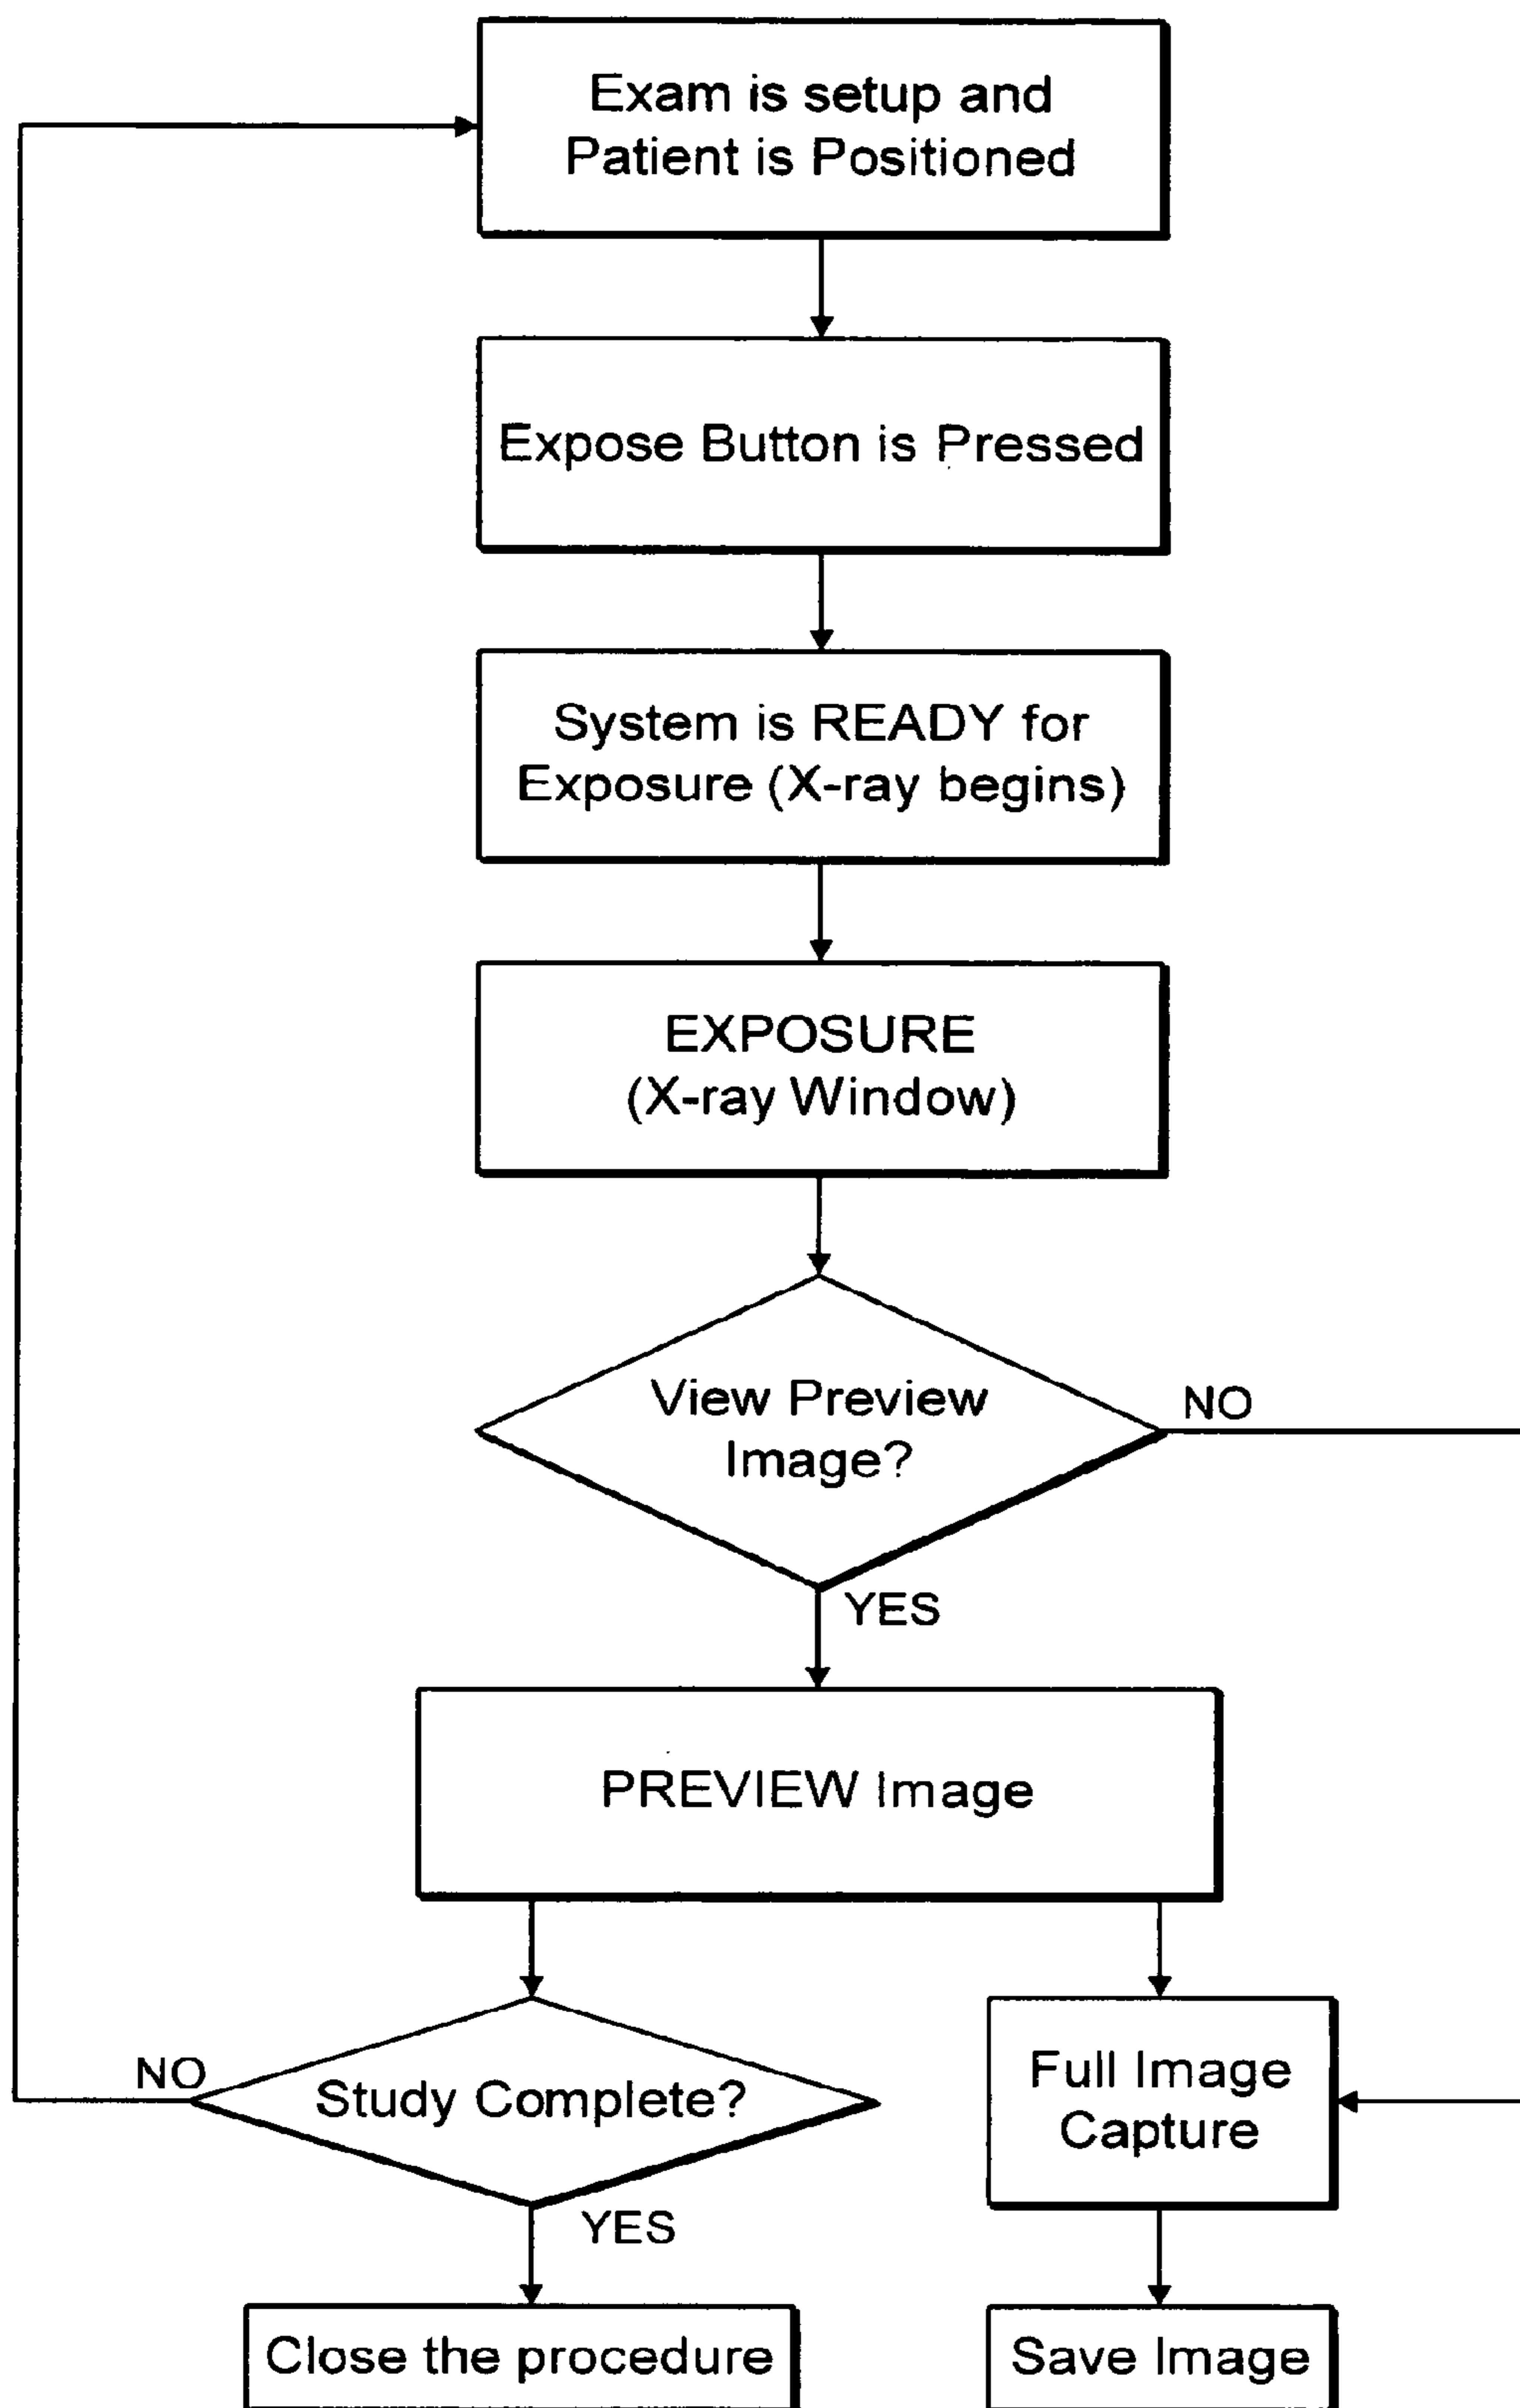 Exam is setup and
Patient is Positioned
Expose Button is Pressed
System is READY for
Exposure (X-ray begins)
EXPOSURE
(X-ray Window)
View Preview
Image?
NO
YES
PREVIEW Image
NO
Study Complete?
Full Image
Capture
YES
Close the procedure
Save Image